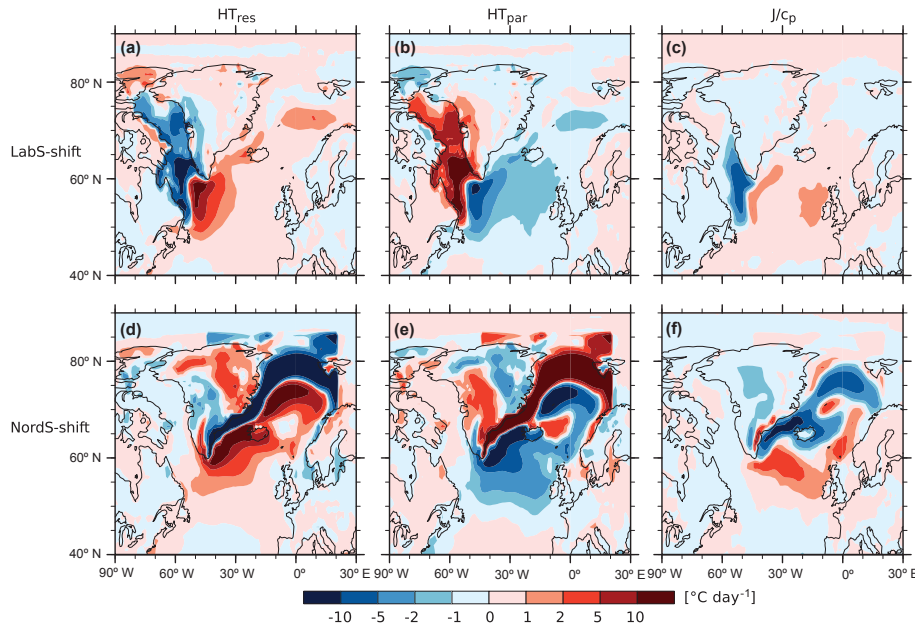 HTres HTpar J/cp
(a) (b) (c)
80° N
LabS-shift
60° N
40° N
(d) (e) (f)
80° N
NordS-shift
60° N
40° N
90° W 60° W 30° W 0° 30° E 90° W 60° W 30° W 0° 30° E 90° W 60° W 30° W 0° 30° E
[°C day-1]
-10 -5 -2 -1 0 1 2 5 10